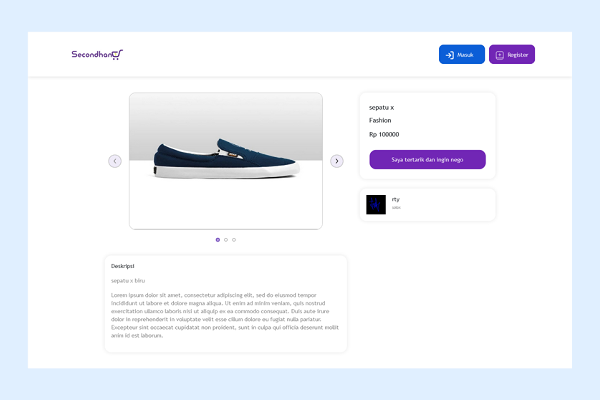 Secondhand
Masuk
Register
sepatu x
Fashion
Rp 100000
Saya tertarik dan ingin nego
rty
Deskripsi
sepatu x biru
Lorem ipsum dolor sit amet, consectetur adipiscing elit, sed do eiusmod tempor
incididunt ut labore et dolore magna aliqua. Ut enim ad minim veniam, quis nostrud
exercitation ullamco laboris nisi ut aliquip ex ea commodo consequat. Duis aute irure
dolor in reprehenderit in voluptate velit esse cillum dolore eu fugiat nulla pariatur.
Excepteur sint occaecat cupidatat non proident, sunt in culpa qui officia deserunt mollit
anim id est laborum.